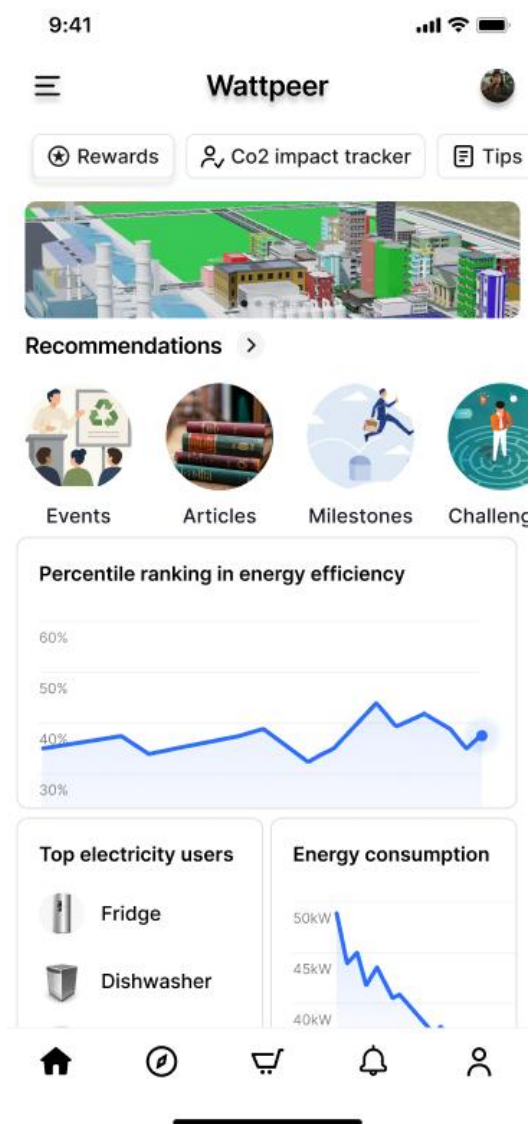 9:41
Wattpeer
Rewards
Co2 impact tracker
Tips
Recommendations
Events
Articles
Milestones
Challeng
Percentile ranking in energy efficiency
60%
50%
40%
30%
Top electricity users
Fridge
Dishwasher
Energy consumption
50kW
45kW
40kW